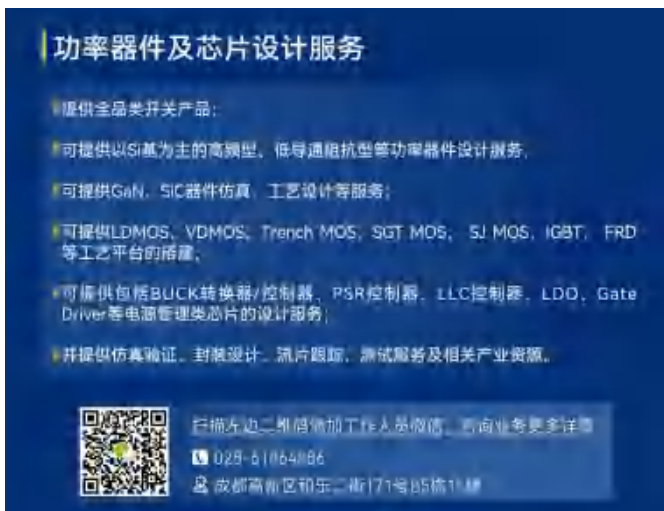 功率器件及芯片设计服务
提供全品类开关产品；
可提供以Si基为主的高频型、低导通阻抗型等功率器件设计服务；
可提供GaN、SiC器件仿真、工艺设计等服务；
可提供LDMOS、VDMOS、Trench MOS、SGT MOS、SJ MOS、IGBT、FRD
等工艺平台的搭建；
可提供包括BUCK转换器/控制器、PSR控制器、LLC控制器、LDO、Gate
Driver等电源管理类芯片的设计服务；
并提供仿真验证、封装设计、流片跟踪、测试服务及相关产业资源。
扫描左边二维码添加工作人员微信，咨询业务更多详情
028-61864886
成都高新区和乐二街171号B5栋